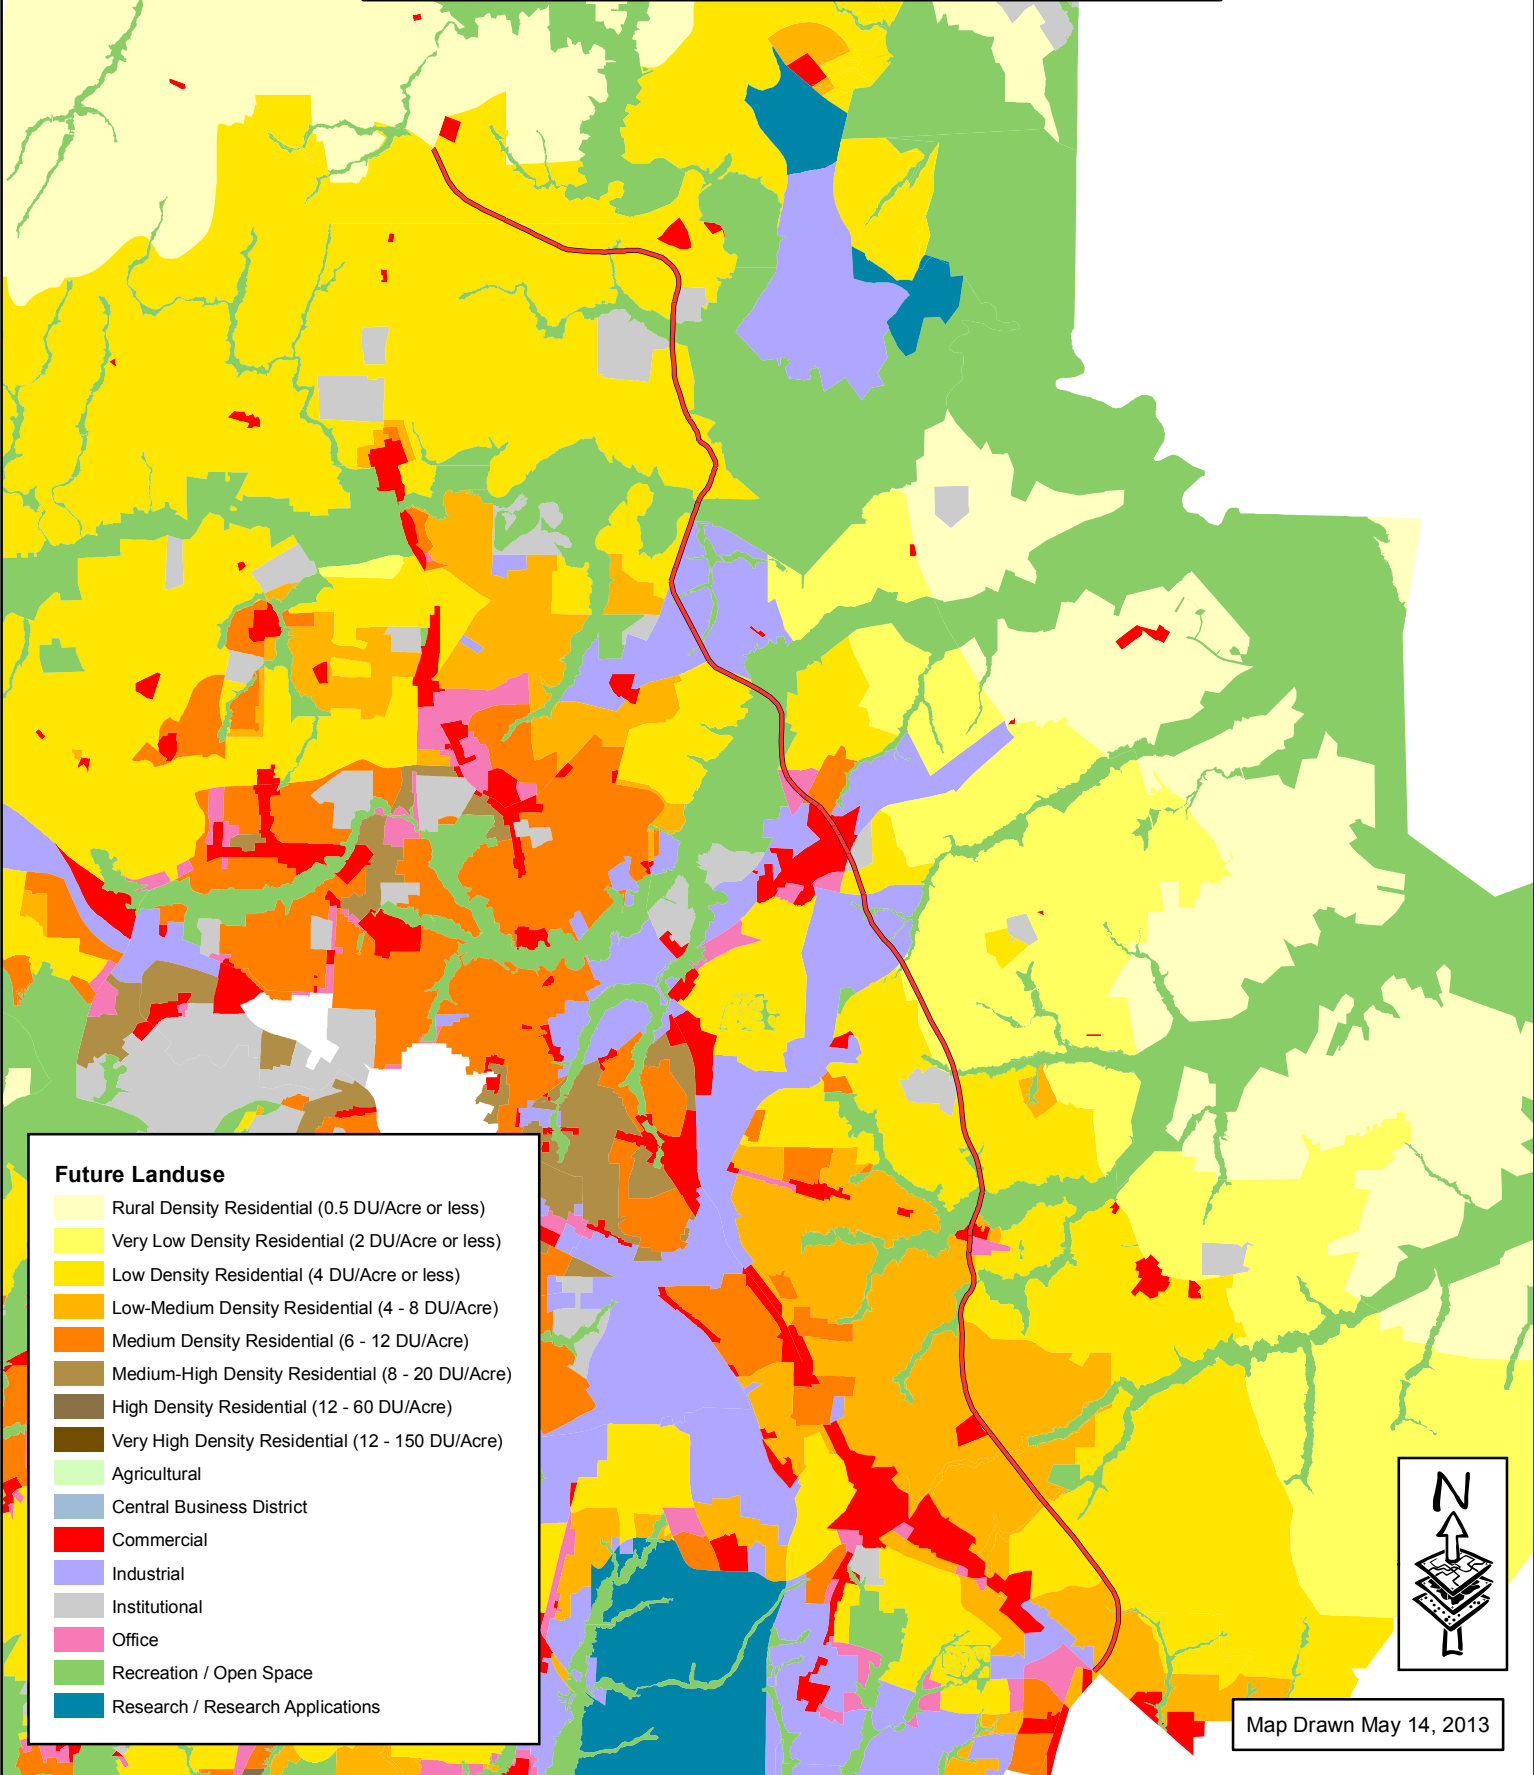 Future Landuse
Rural Density Residential (0.5 DU/Acre or less)
Very Low Density Residential (2 DU/Acre or less)
Low Density Residential (4 DU/Acre or less)
Low-Medium Density Residential (4 - 8 DU/Acre)
Medium Density Residential (6 - 12 DU/Acre)
Medium-High Density Residential (8 - 20 DU/Acre)
High Density Residential (12 - 60 DU/Acre)
Very High Density Residential (12 - 150 DU/Acre)
Agricultural
Central Business District
Commercial
Industrial
Institutional
Office
Recreation / Open Space
Research / Research Applications
N
Map Drawn May 14, 2013